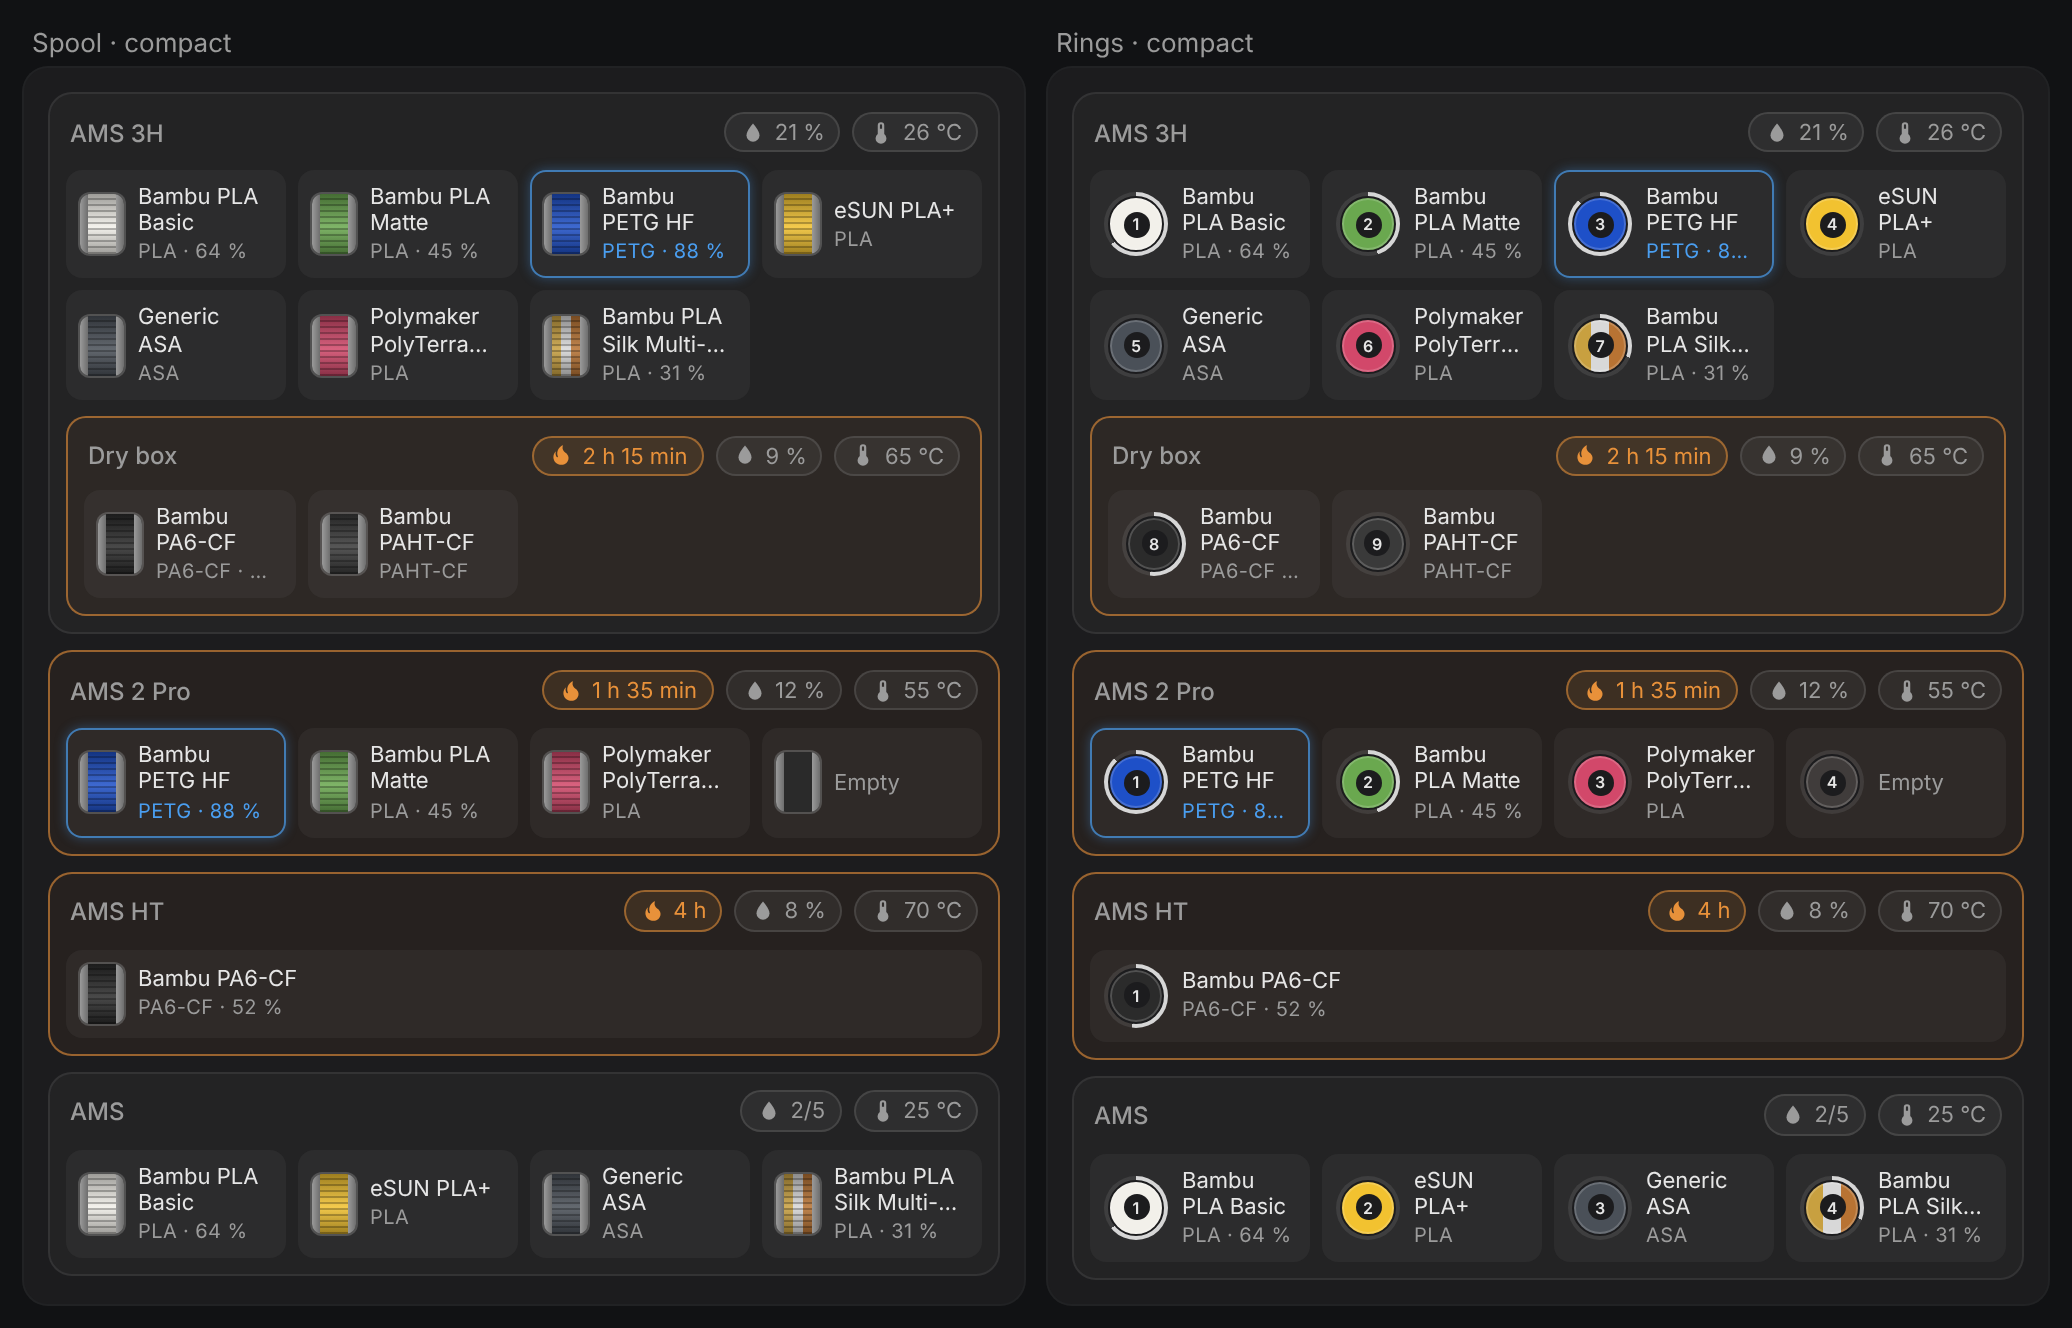 Spool · compact
AMS 3H
21 %
26 °C
Bambu PLA
Basic
PLA · 64 %
Bambu PLA
Matte
PLA · 45 %
Bambu
PETG HF
PETG · 88 %
eSUN PLA+
PLA
Generic
ASA
ASA
Polymaker
PolyTerra...
PLA
Bambu PLA
Silk Multi-...
PLA · 31 %
Dry box
2 h 15 min
9 %
65 °C
Bambu
PA6-CF
PA6-CF · ...
Bambu
PAHT-CF
PAHT-CF
AMS 2 Pro
1 h 35 min
12 %
55 °C
Bambu
PETG HF
PETG · 88 %
Bambu PLA
Matte
PLA · 45 %
Polymaker
PolyTerra...
PLA
Empty
AMS HT
4 h
8 %
70 °C
Bambu PA6-CF
PA6-CF · 52 %
AMS
2/5
25 °C
Bambu PLA
Basic
PLA · 64 %
eSUN PLA+
PLA
Generic
ASA
ASA
Bambu PLA
Silk Multi-...
PLA · 31 %
Rings · compact
AMS 3H
21 %
26 °C
1
Bambu
PLA Basic
PLA · 64 %
2
Bambu
PLA Matte
PLA · 45 %
3
Bambu
PETG HF
PETG · 8...
4
eSUN
PLA+
PLA
5
Generic
ASA
ASA
6
Polymaker
PolyTerr...
PLA
7
Bambu
PLA Silk...
PLA · 31 %
Dry box
2 h 15 min
9 %
65 °C
8
Bambu
PA6-CF
PA6-CF ...
9
Bambu
PAHT-CF
PAHT-CF
AMS 2 Pro
1 h 35 min
12 %
55 °C
1
Bambu
PETG HF
PETG · 8...
2
Bambu
PLA Matte
PLA · 45 %
3
Polymaker
PolyTerr...
PLA
4
Empty
AMS HT
4 h
8 %
70 °C
1
Bambu PA6-CF
PA6-CF · 52 %
AMS
2/5
25 °C
1
Bambu
PLA Basic
PLA · 64 %
2
eSUN
PLA+
PLA
3
Generic
ASA
ASA
4
Bambu
PLA Silk...
PLA · 31 %